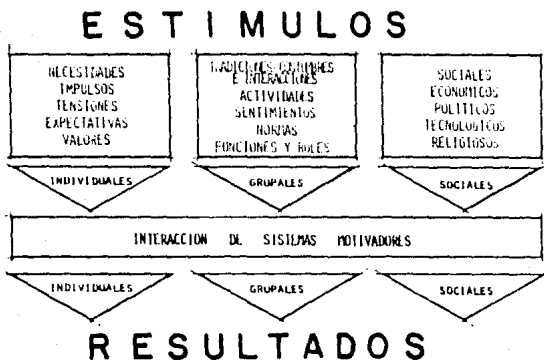 ESTIMULOS
NECESIDADES
IMPULSOS
TENSIONES
EXPECTATIVAS
VALORES
TRADICIONES-COSTUMBRES
E INTERACCIONES
ACTIVIDADES
SENTIMIENTOS
NORMAS
FUNCIONES Y ROLES
SOCIALES
ECONOMICOS
POLITICOS
TECNOLOGICOS
RELIGIOSOS
INDIVIDUALES
GRUPALES
SOCIALES
INTERACCION DE SISTEMAS MOTIVADORES
INDIVIDUALES
GRUPALES
SOCIALES
RESULTADOS